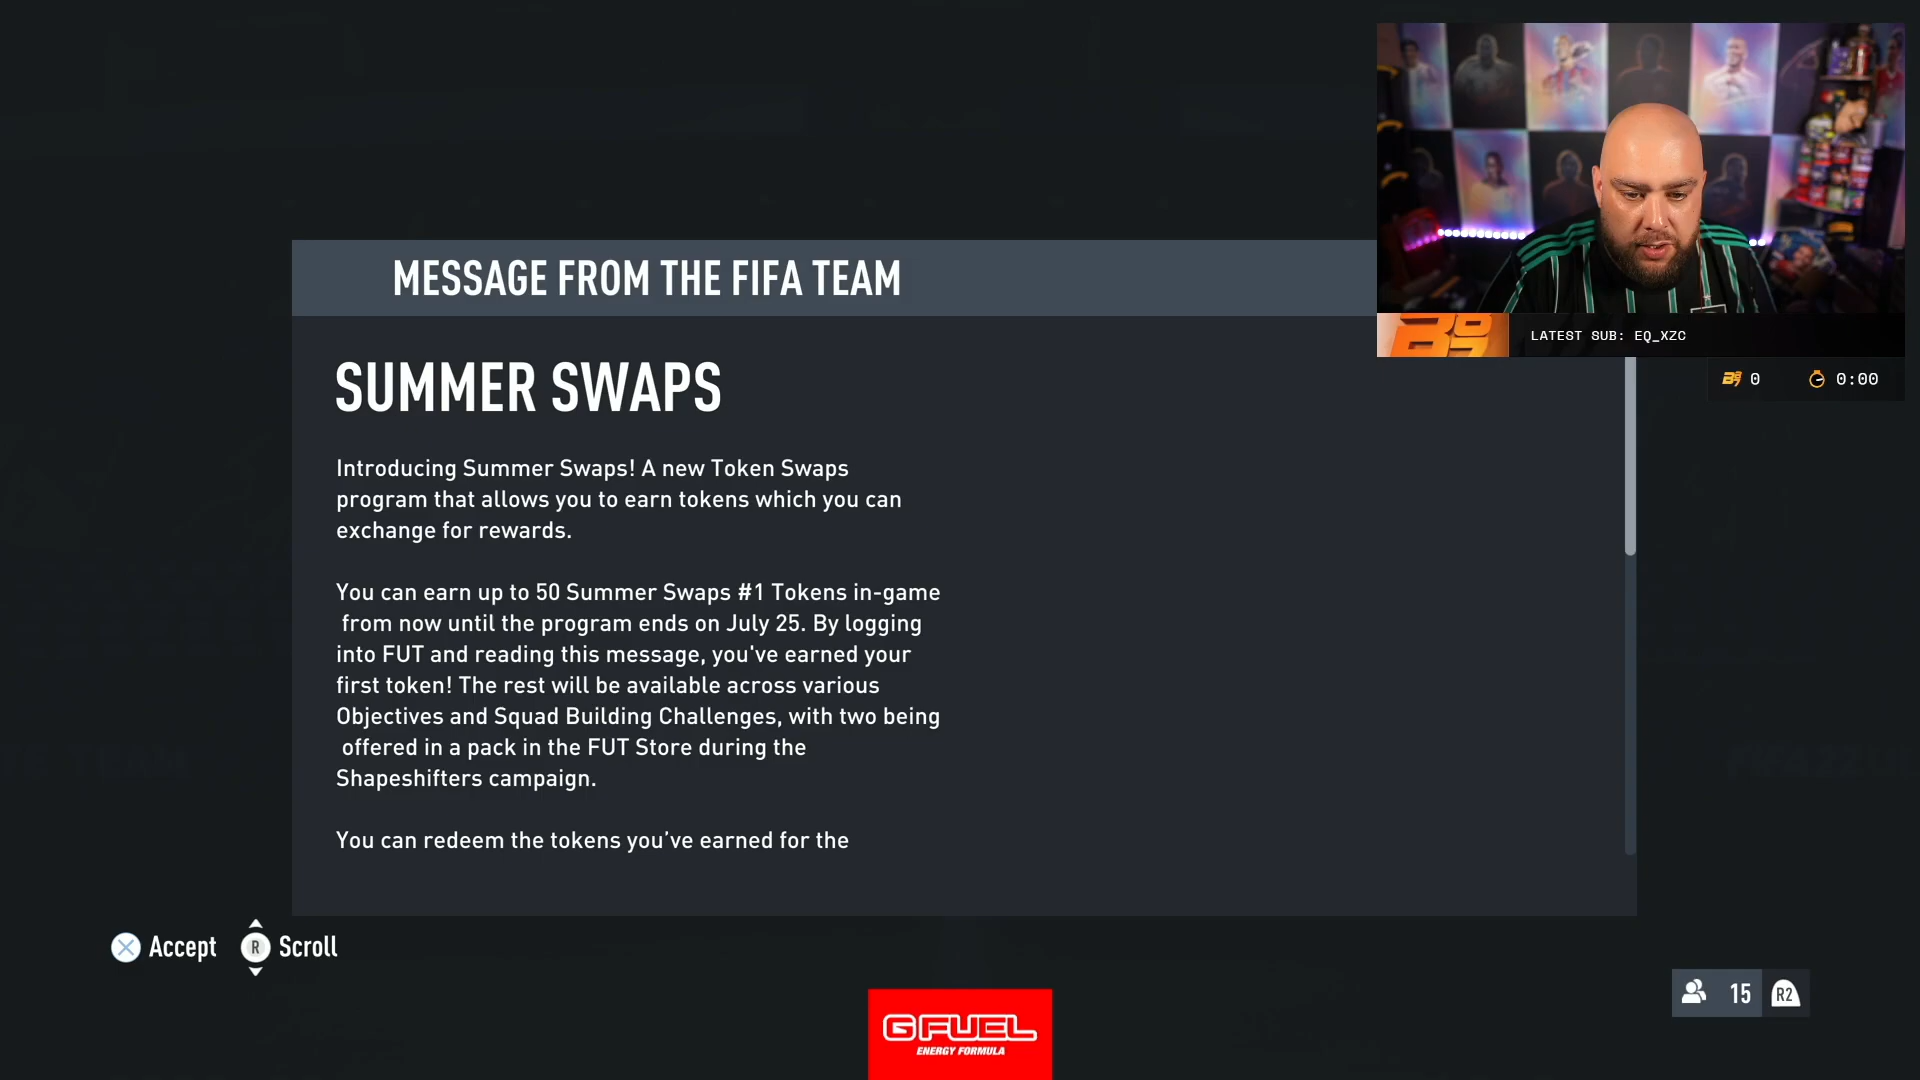 MESSAGE FROM THE FIFA TEAM
LATEST SUB: EQ_XZC
0 0:00
SUMMER SWAPS
Introducing Summer Swaps! A new Token Swaps
program that allows you to earn tokens which you can
exchange for rewards.
You can earn up to 50 Summer Swaps #1 Tokens in-game
from now until the program ends on July 25. By logging
into FUT and reading this message, you've earned your
first token! The rest will be available across various
Objectives and Squad Building Challenges, with two being
offered in a pack in the FUT Store during the
Shapeshifters campaign.
You can redeem the tokens you’ve earned for the
Accept R Scroll
15 R2
G FUEL
ENERGY FORMULA